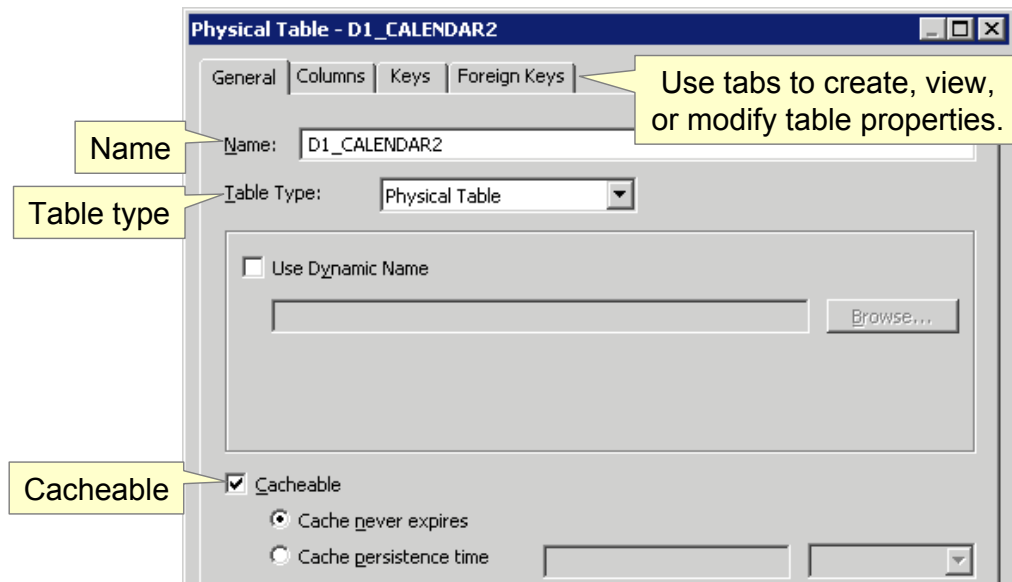 Physical Table - D1_CALENDAR2
General Columns Keys Foreign Keys
Use tabs to create, view,
or modify table properties.
Name
Name: D1_CALENDAR2
Table type
Table Type: Physical Table
Use Dynamic Name
Browse...
Cacheable
Cacheable
Cache never expires
Cache persistence time